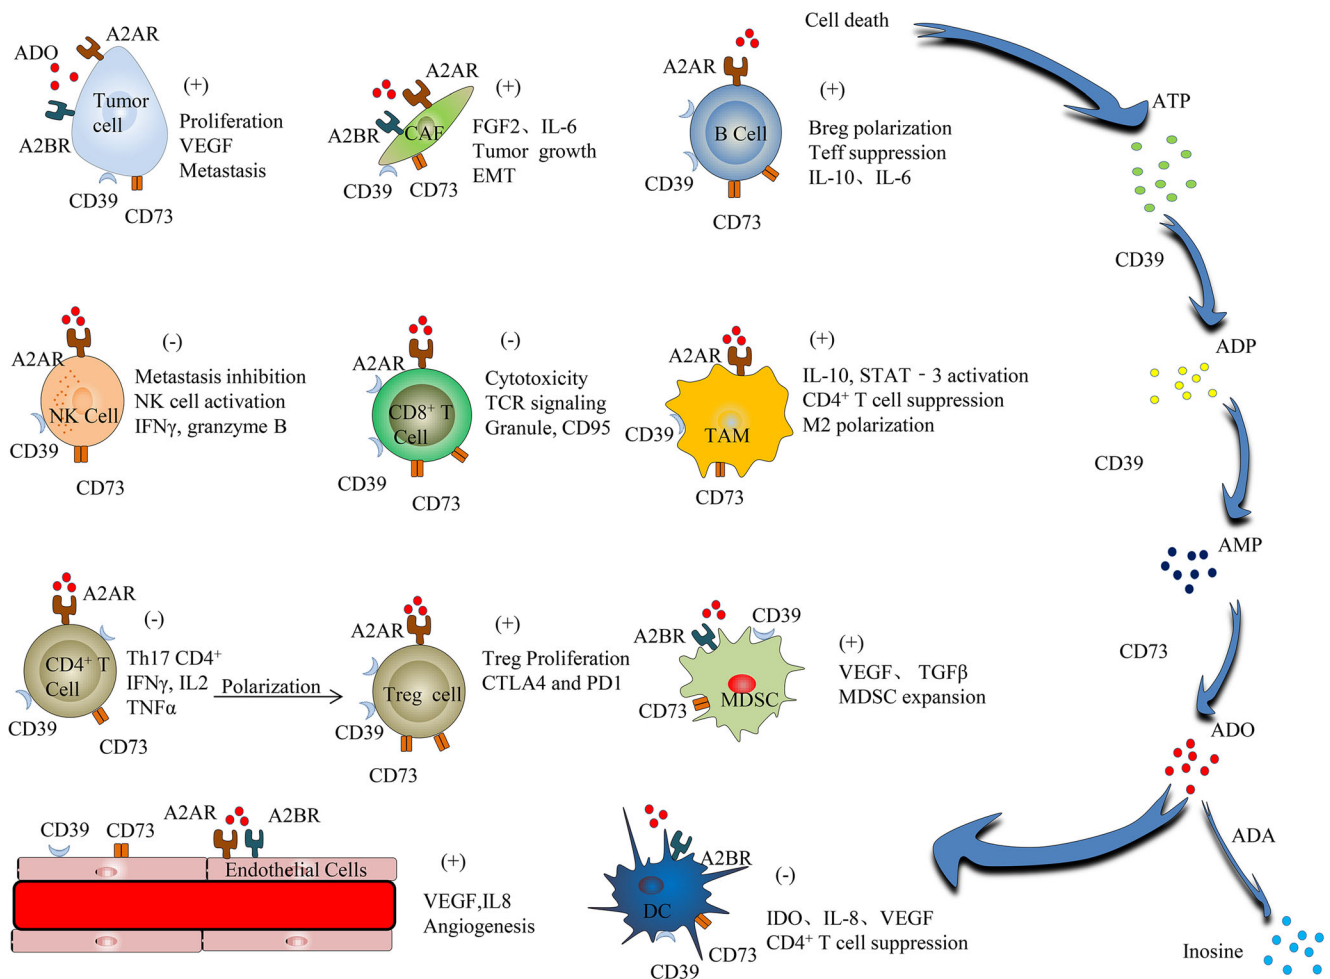 A2AR
ADO
Tumor
cell
A2BR
CD39
CD73
(+)
Proliferation
VEGF
Metastasis
A2AR
A2BR
CAF
CD39
CD73
(+)
FGF2、IL-6
Tumor growth
EMT
A2AR
B Cell
CD39
CD73
(+)
Breg polarization
Teff suppression
IL-10、IL-6
Cell death
ATP
CD39
ADP
CD39
AMP
CD73
ADO
ADA
Inosine
A2AR
NK Cell
CD39
CD73
(-)
Metastasis inhibition
NK cell activation
IFNγ, granzyme B
A2AR
CD8⁺ T
Cell
CD39
CD73
(-)
Cytotoxicity
TCR signaling
Granule, CD95
A2AR
CD39
TAM
CD73
(+)
IL-10, STAT - 3 activation
CD4⁺ T cell suppression
M2 polarization
A2AR
CD4⁺ T
Cell
CD39
CD73
(-)
Th17 CD4⁺
IFNγ, IL2
TNFα
Polarization
A2AR
Treg cell
CD39
CD73
(+)
Treg Proliferation
CTLA4 and PD1
CD39
A2BR
CD73
MDSC
(+)
VEGF、 TGFβ
MDSC expansion
CD39
CD73
A2AR
A2BR
Endothelial Cells
(+)
VEGF,IL8
Angiogenesis
A2BR
DC
CD73
CD39
(-)
IDO、IL-8、VEGF
CD4⁺ T cell suppression